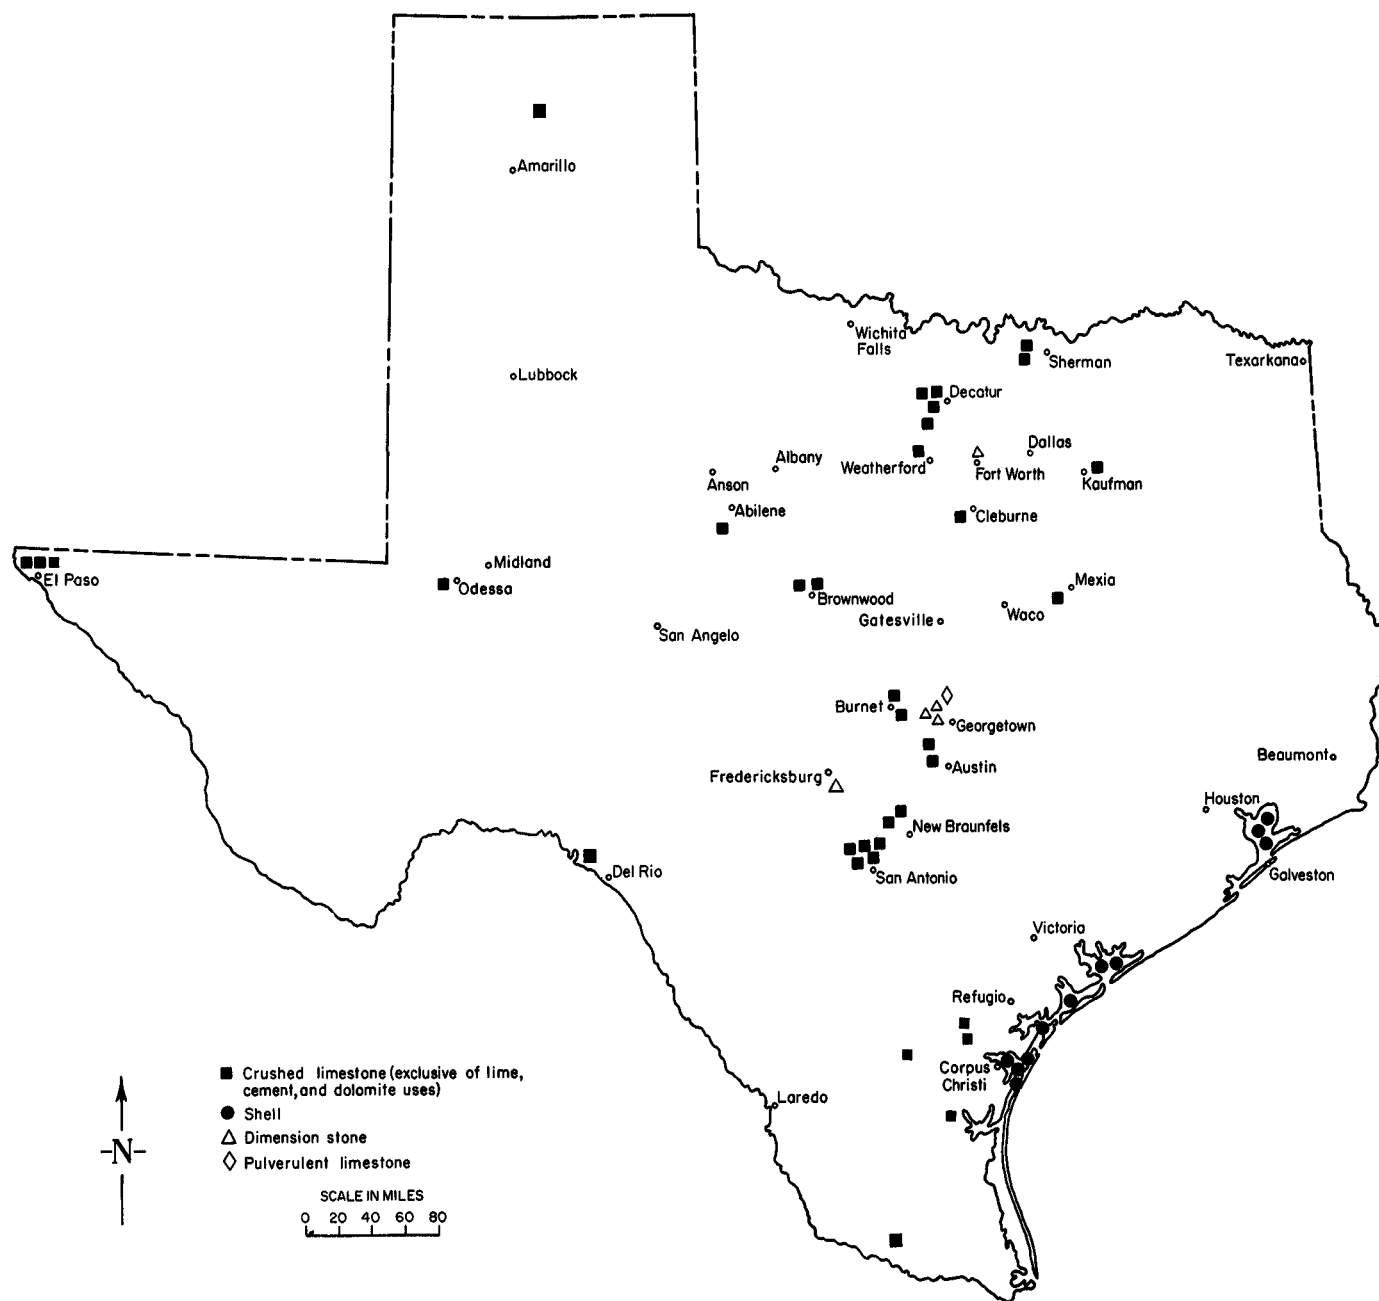 Amarillo
Wichita
Falls
Sherman
Texarkana
Lubbock
Decatur
Dallas
Albany
Weatherford
Fort Worth
Anson
Kaufman
Abilene
Cleburne
Midland
El Paso
Odessa
Mexia
Brownwood
Waco
Gatesville
San Angelo
Burnet
Georgetown
Beaumont
Austin
Fredericksburg
Houston
New Braunfels
Del Rio
San Antonio
Galveston
Victoria
Refugio
Corpus
Christi
Laredo
Crushed limestone (exclusive of lime,
cement, and dolomite uses)
Shell
Dimension stone
Pulverulent limestone
-N-
SCALE IN MILES
0 20 40 60 80